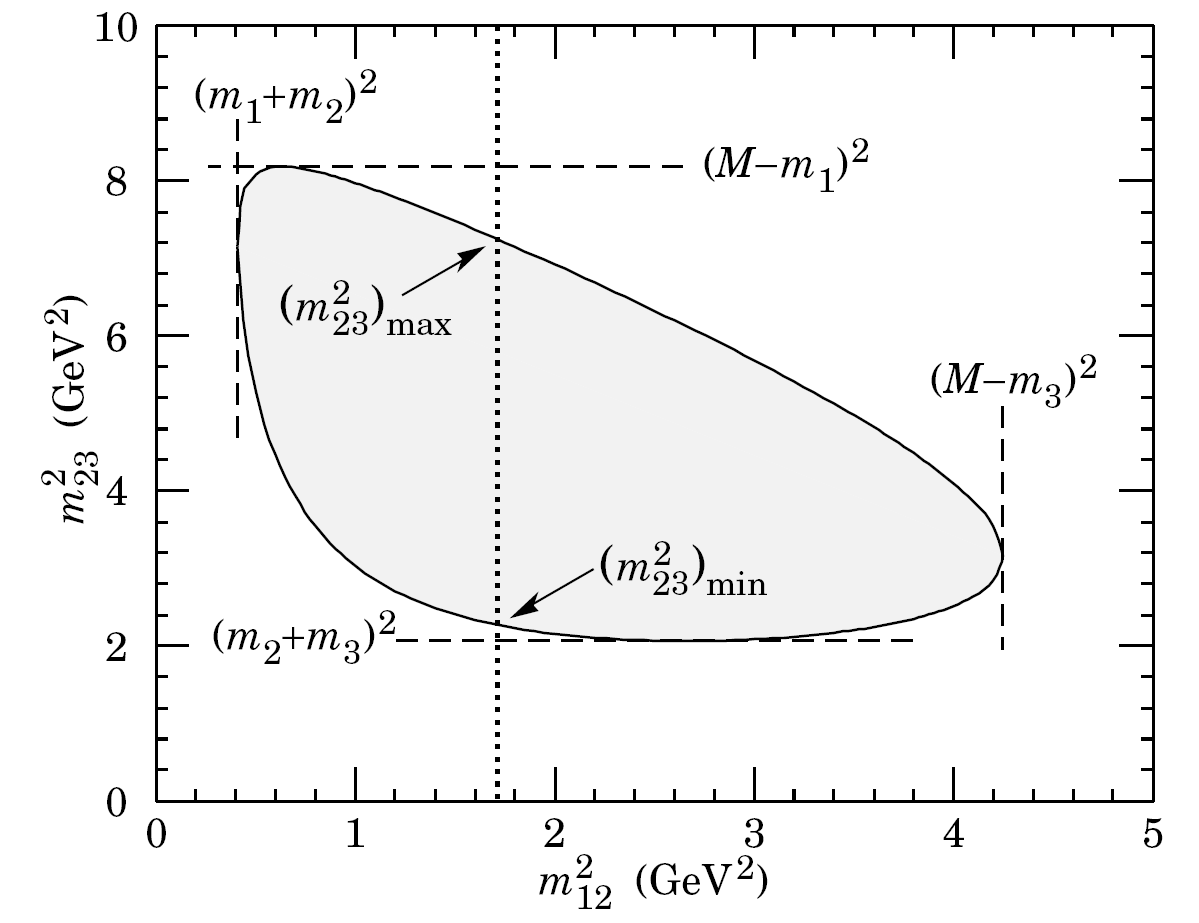 10
(m₁+m₂)²
(M−m₁)²
8
(m²₂₃)max
6
(M−m₃)²
m²₂₃ (GeV²)
4
(m²₂₃)min
(m₂+m₃)²
2
0
0 1 2 3 4 5
m²₁₂ (GeV²)